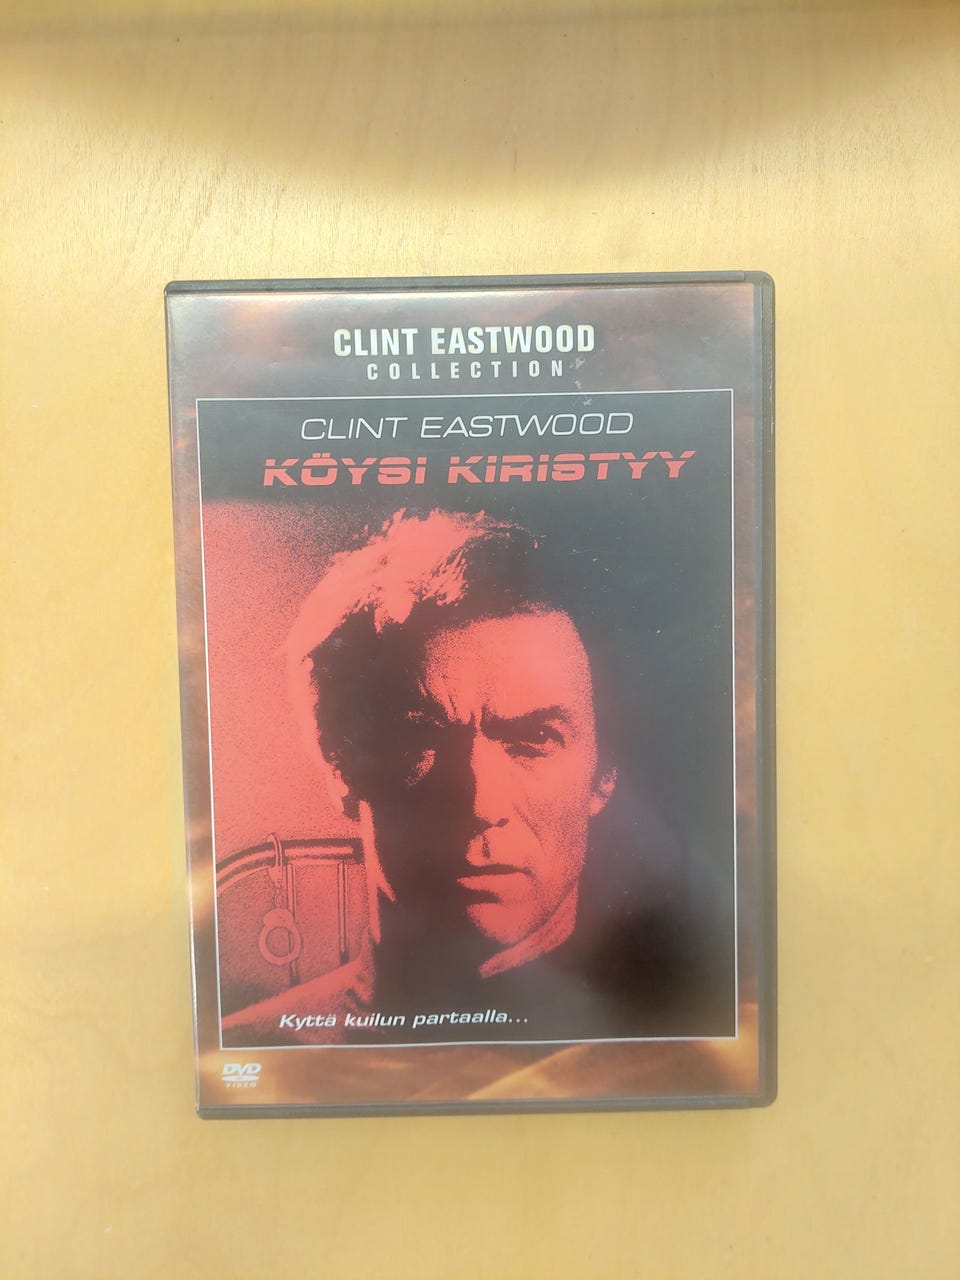 CLINT EASTWOOD
COLLECTION
CLINT EASTWOOD
KÖYSI KIRISTYY
Kyttä kuilun partaalla...
DVD
VIDEO